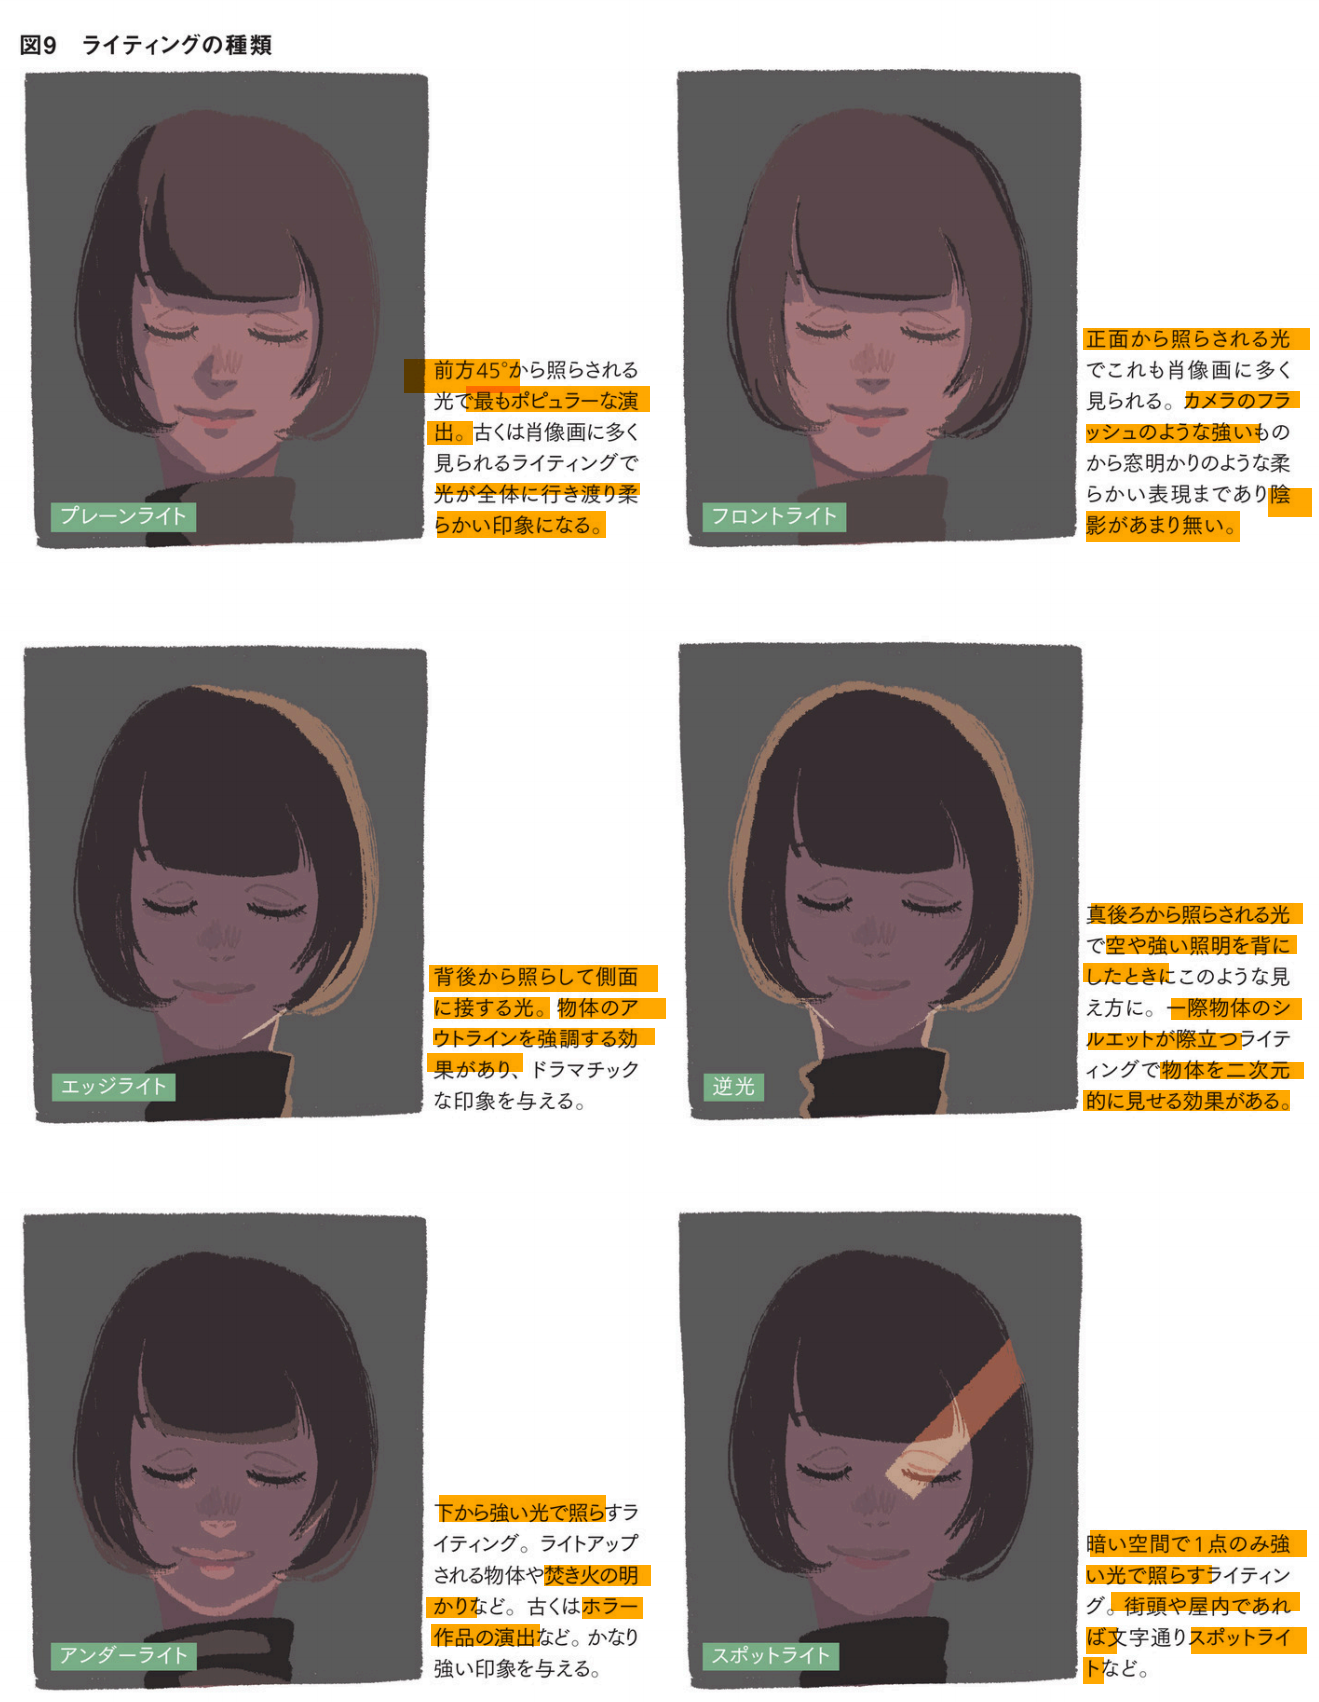 図9　ライティングの種類
プレーンライト
前方45°から照らされる
光で最もポピュラーな演
出。古くは肖像画に多く
見られるライティングで
光が全体に行き渡り柔
らかい印象になる。
フロントライト
正面から照らされる光
でこれも肖像画に多く
見られる。カメラのフラ
ッシュのような強いもの
から窓明かりのような柔
らかい表現まであり陰
影があまり無い。
エッジライト
背後から照らして側面
に接する光。物体のア
ウトラインを強調する効
果があり、ドラマチック
な印象を与える。
逆光
真後ろから照らされる光
で空や強い照明を背に
したときにこのような見
え方に。一際物体のシ
ルエットが際立つライテ
ィングで物体を二次元
的に見せる効果がある。
アンダーライト
下から強い光で照らすラ
イティング。ライトアップ
される物体や焚き火の明
かりなど。古くはホラー
作品の演出など。かなり
強い印象を与える。
スポットライト
暗い空間で1点のみ強
い光で照らすライティン
グ。街頭や屋内であれ
ば文字通りスポットライ
トなど。